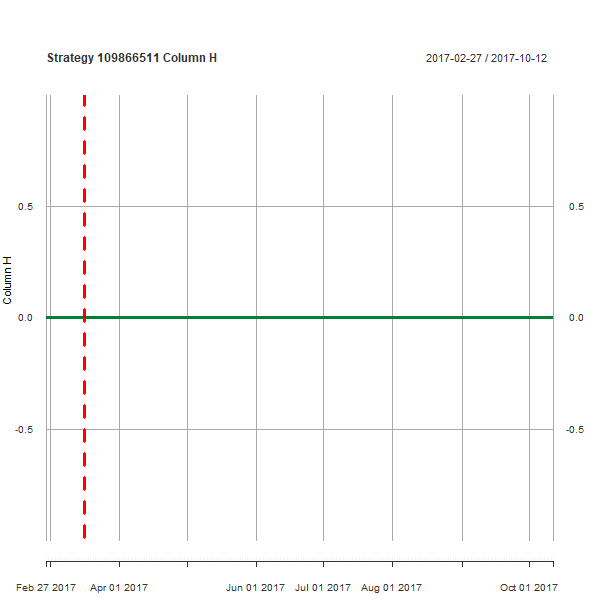 Strategy 109866511 Column H
2017-02-27 / 2017-10-12
Column H
0.5
0.5
0.0
0.0
-0.5
-0.5
Feb 27 2017
Apr 01 2017
Jun 01 2017
Jul 01 2017
Aug 01 2017
Oct 01 2017